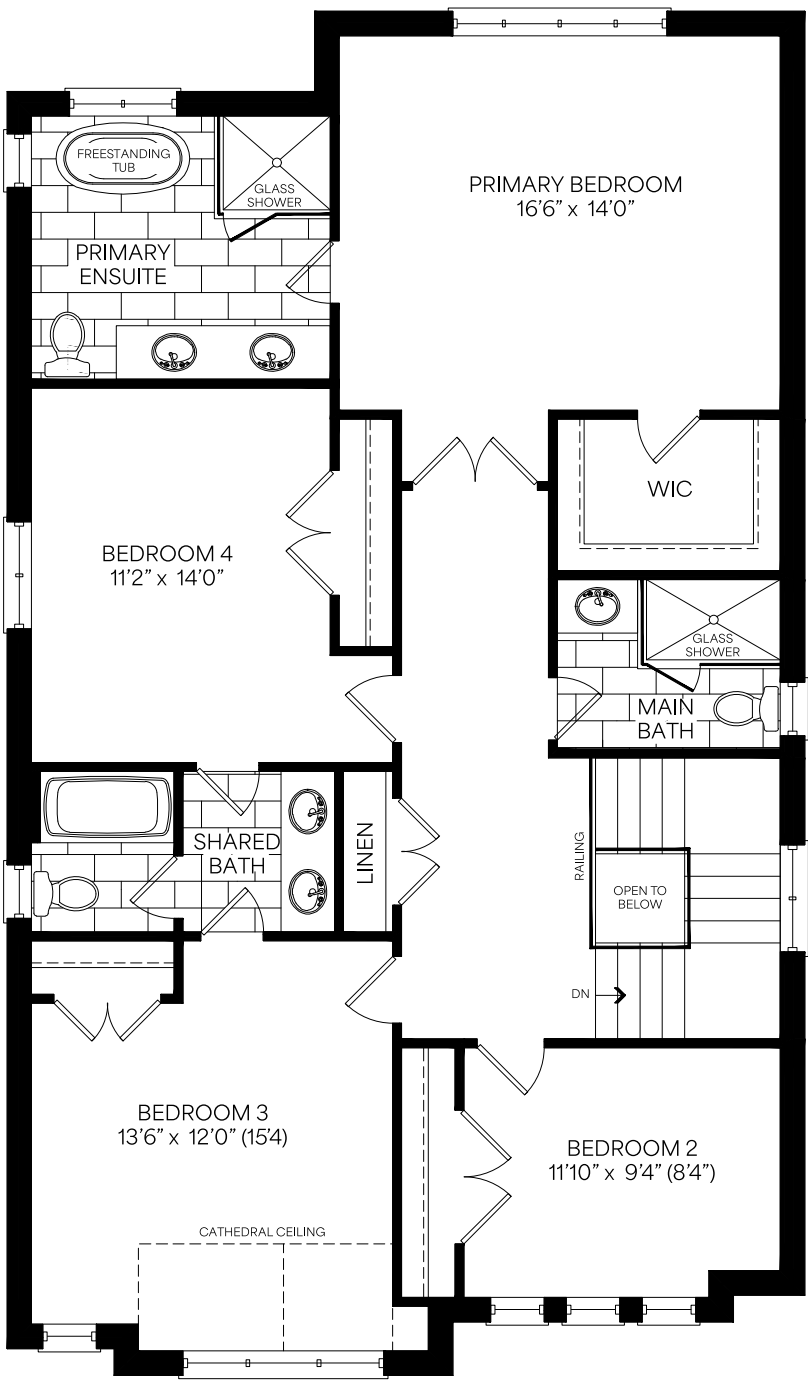 FREESTANDING
TUB
GLASS
SHOWER
PRIMARY
ENSUITE
PRIMARY BEDROOM
16'6” x 14'0”
WIC
BEDROOM 4
11'2” x 14'0”
GLASS
SHOWER
MAIN
BATH
SHARED
BATH
LINEN
RAILING
OPEN TO
BELOW
DN
BEDROOM 3
13'6” x 12'0” (15'4)
BEDROOM 2
11'10” x 9'4” (8'4”)
CATHEDRAL CEILING